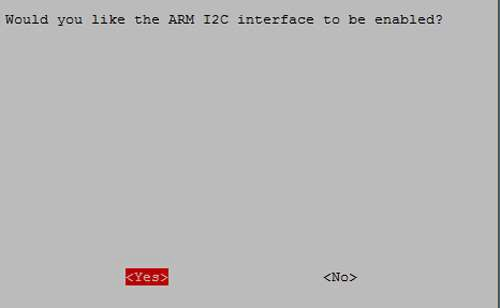 Would you like the ARM I2C interface to be enabled?
<Yes> <No>